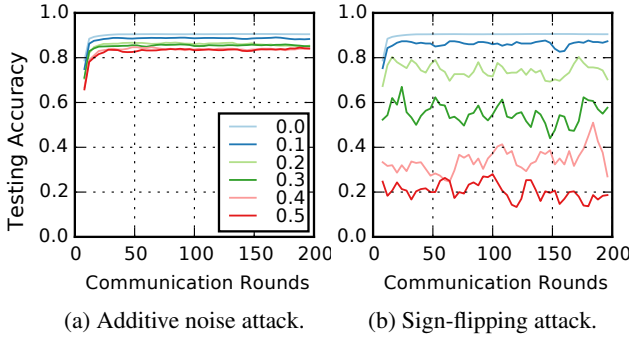 1.0
0.8
0.6
0.4
0.2
0.0
Testing Accuracy
0.0
0.1
0.2
0.3
0.4
0.5
0 50 100 150 200
Communication Rounds
(a) Additive noise attack.
1.0
0.8
0.6
0.4
0.2
0.0
0 50 100 150 200
Communication Rounds
(b) Sign-flipping attack.